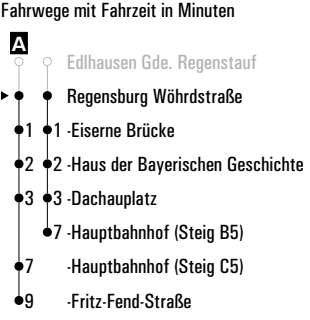 Fahrwege mit Fahrzeit in Minuten
A
Edlhausen Gde. Regenstauf
Regensburg Wöhrdstraße
1 1 -Eiserne Brücke
2 2 -Haus der Bayerischen Geschichte
3 3 -Dachauplatz
7 -Hauptbahnhof (Steig B5)
7 -Hauptbahnhof (Steig C5)
9 -Fritz-Fend-Straße